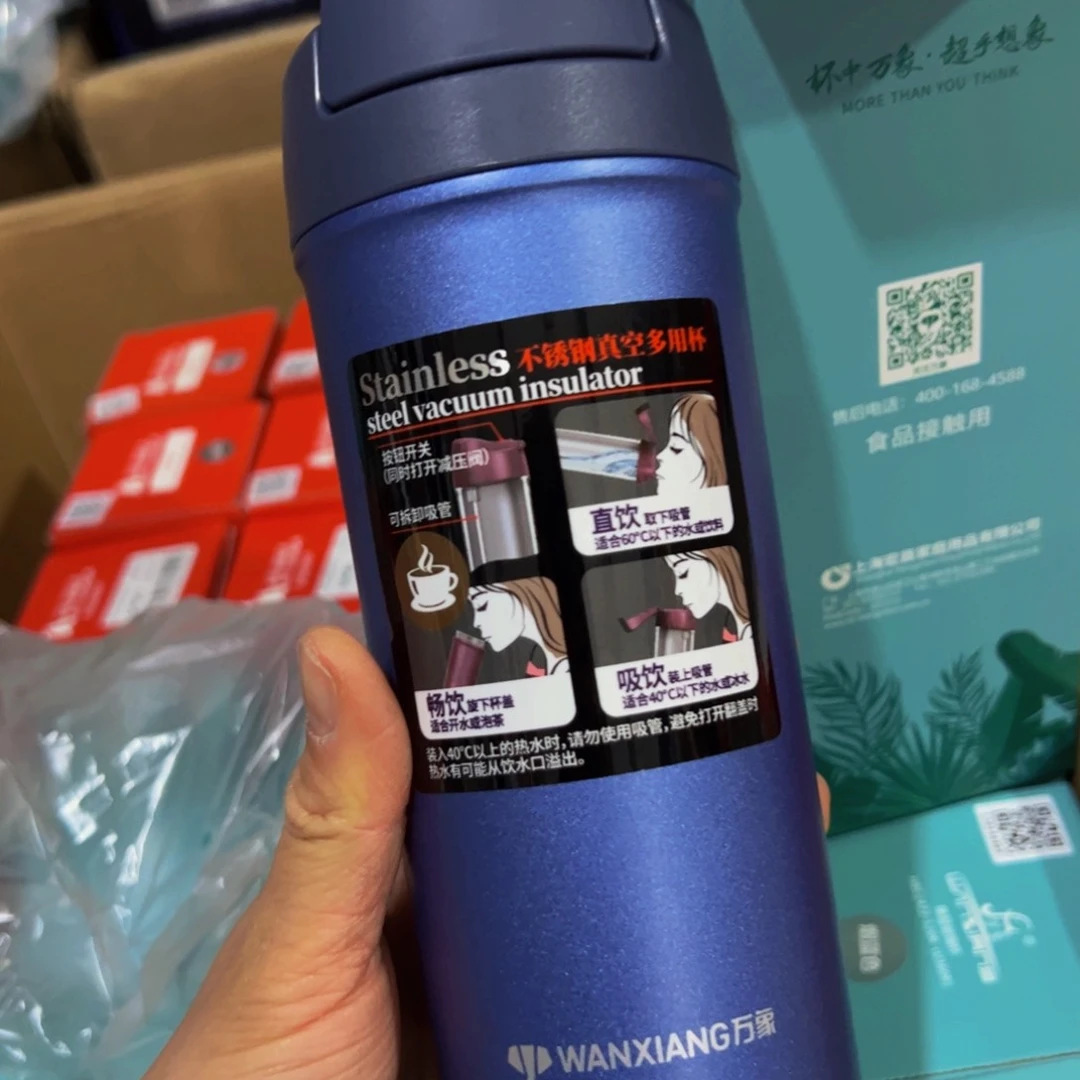 杯中万象·超乎想象
MORE THAN YOU THINK
Stainless 不锈钢真空多用杯
steel vacuum insulator
按钮开关
(同时打开减压阀)
可拆卸吸管
直饮 取下吸管
适合60°C以下的水或饮料
畅饮 旋下杯盖
适合开水或泡茶
吸饮 装上吸管
适合40°C以下的水或冰水
装入40°C以上的热水时,请勿使用吸管,避免打开翻盖时
热水有可能从饮水口溢出。
WANXIANG万象
售后电话: 400-168-4588
食品接触用